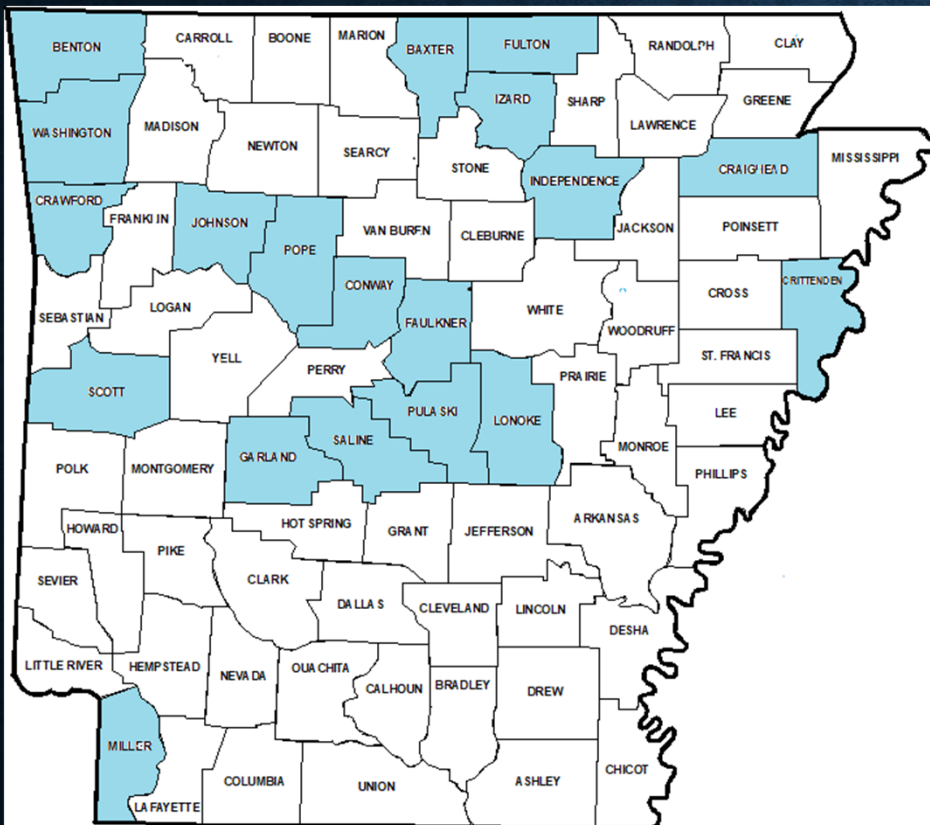 BENTON
CARROLL
BOONE
MARION
BAXTER
FULTON
RANDOLPH
CLAY
IZARD
SHARP
GREENE
LAWRENCE
WASHINGTON
MADISON
NEWTON
SEARCY
STONE
CRAIGHEAD
MISSISSIPPI
INDEPENDENCE
CRAWFORD
FRANKLIN
JOHNSON
POPE
VAN BUREN
CLEBURNE
JACKSON
POINSETT
CONWAY
CRITTENDEN
CROSS
SEBASTIAN
LOGAN
FAULKNER
WHITE
WOODRUFF
ST. FRANCIS
YELL
PERRY
PRAIRIE
SCOTT
PULASKI
LONOKE
LEE
GARLAND
SALINE
MONROE
POLK
MONTGOMERY
PHILLIPS
HOWARD
HOT SPRING
GRANT
JEFFERSON
ARKANSAS
PIKE
SEVIER
CLARK
DALLAS
CLEVELAND
LINCOLN
DESHA
LITTLE RIVER
HEMPSTEAD
NEVADA
OUACHITA
CALHOUN
BRADLEY
DREW
MILLER
LAFAYETTE
COLUMBIA
UNION
ASHLEY
CHICOT